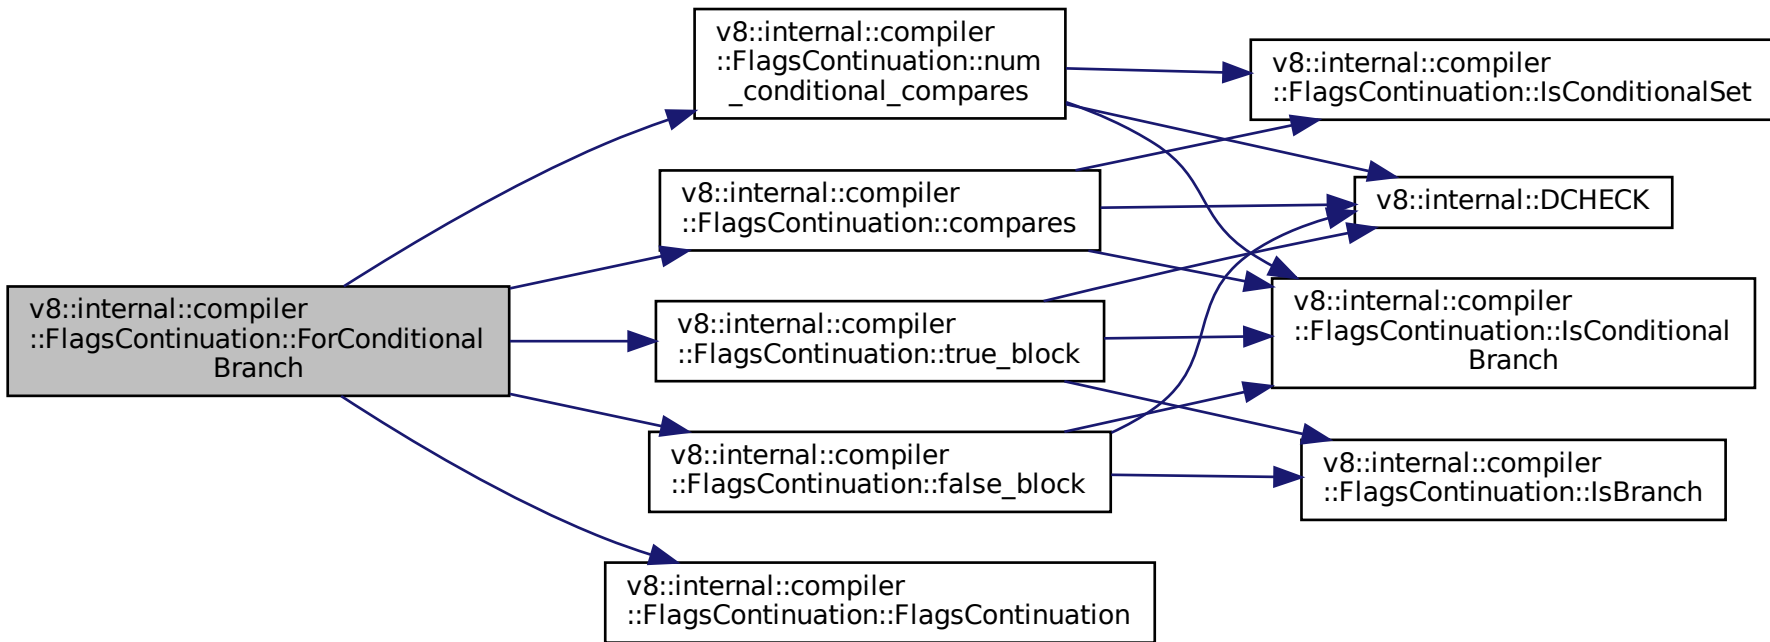 v8::internal::compiler
::FlagsContinuation::ForConditional
Branch
v8::internal::compiler
::FlagsContinuation::num
_conditional_compares
v8::internal::compiler
::FlagsContinuation::compares
v8::internal::compiler
::FlagsContinuation::true_block
v8::internal::compiler
::FlagsContinuation::false_block
v8::internal::compiler
::FlagsContinuation::FlagsContinuation
v8::internal::compiler
::FlagsContinuation::IsConditionalSet
v8::internal::DCHECK
v8::internal::compiler
::FlagsContinuation::IsConditional
Branch
v8::internal::compiler
::FlagsContinuation::IsBranch